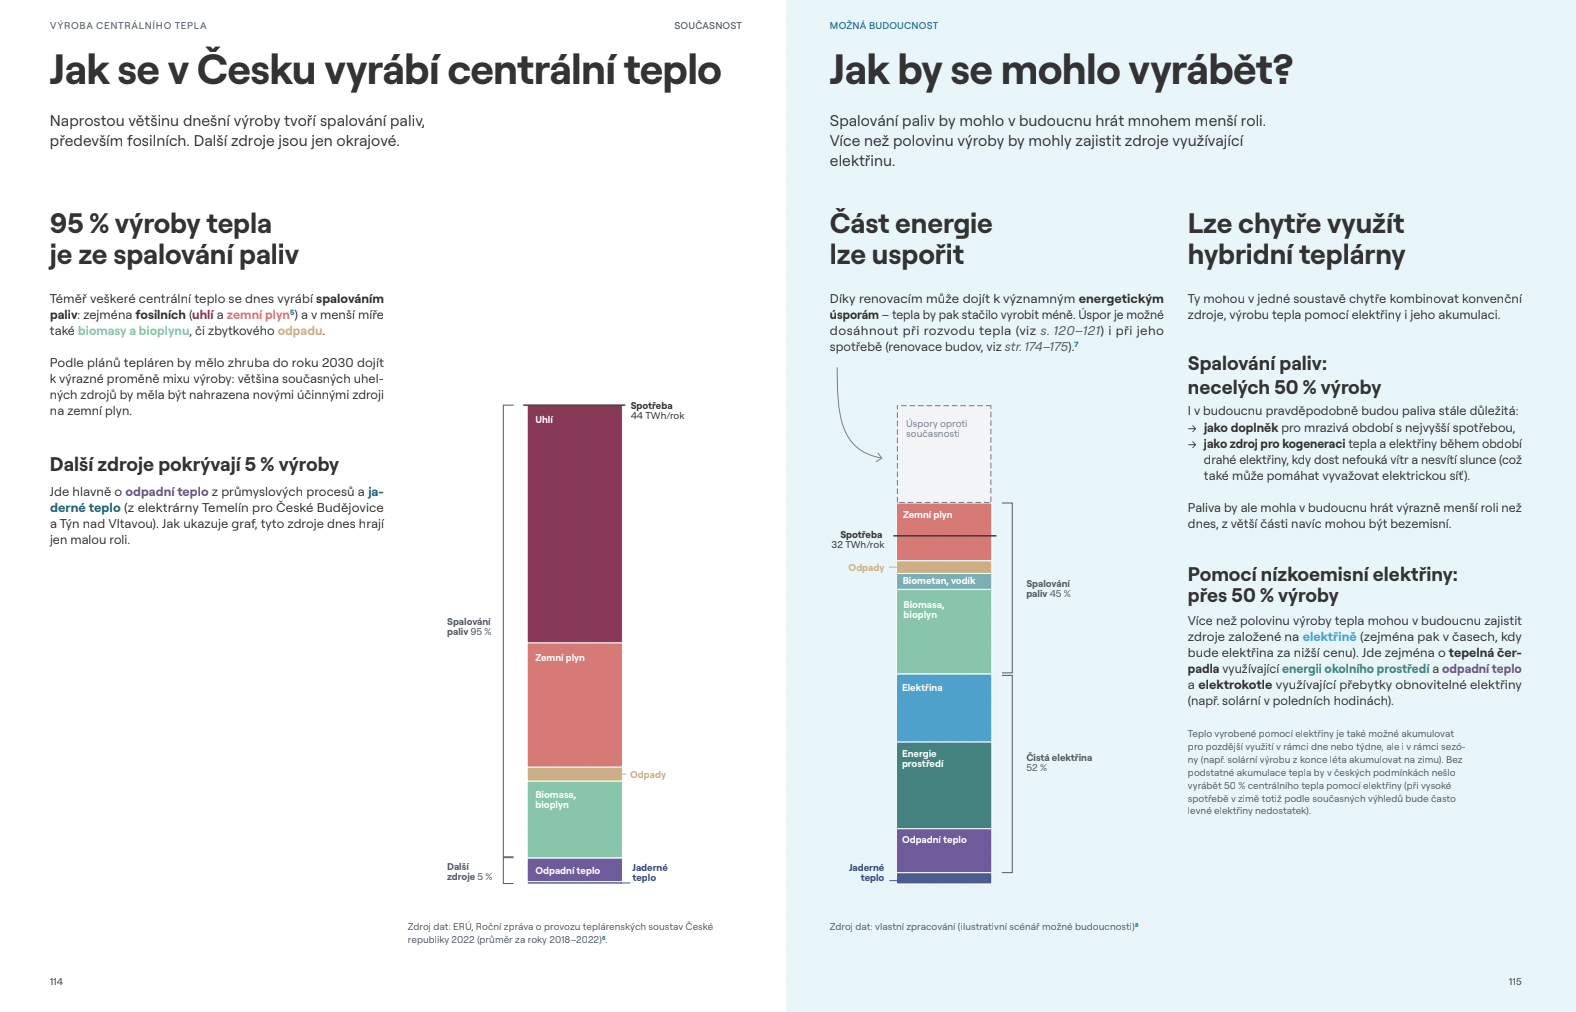 VÝROBA CENTRÁLNÍHO TEPLA
SOUČASNOST
Jak se v Česku vyrábí centrální teplo
Naprostou většinu dnešní výroby tvoří spalování paliv,
především fosilních. Další zdroje jsou jen okrajové.
95 % výroby tepla
je ze spalování paliv
Téměř veškeré centrální teplo se dnes vyrábí spalováním
paliv: zejména fosilních (uhlí a zemní plyn⁵) a v menší míře
také biomasy a bioplynu, či zbytkového odpadu.
Podle plánů tepláren by mělo zhruba do roku 2030 dojít
k výrazné proměně mixu výroby: většina současných uhel-
ných zdrojů by měla být nahrazena novými účinnými zdroji
na zemní plyn.
Další zdroje pokrývají 5 % výroby
Jde hlavně o odpadní teplo z průmyslových procesů a ja-
derné teplo (z elektrárny Temelín pro České Budějovice
a Týn nad Vltavou). Jak ukazuje graf, tyto zdroje dnes hrají
jen malou roli.
Uhlí
Spotřeba
44 TWh/rok
Spalování
paliv 95 %
Zemní plyn
Odpady
Biomasa,
bioplyn
Další
zdroje 5 %
Odpadní teplo
Jaderné
teplo
Zdroj dat: ERÚ, Roční zpráva o provozu teplárenských soustav České
republiky 2022 (průměr za roky 2018–2022)⁶.
114
MOŽNÁ BUDOUCNOST
Jak by se mohlo vyrábět?
Spalování paliv by mohlo v budoucnu hrát mnohem menší roli.
Více než polovinu výroby by mohly zajistit zdroje využívající
elektřinu.
Část energie
lze uspořit
Díky renovacím může dojít k významným energetickým
úsporám – tepla by pak stačilo vyrobit méně. Úspor je možné
dosáhnout při rozvodu tepla (viz s. 120–121) i při jeho
spotřebě (renovace budov, viz str. 174–175).⁷
Úspory oproti
současnosti
Zemní plyn
Spotřeba
32 TWh/rok
Odpady
Biometan, vodík
Biomasa,
bioplyn
Spalování
paliv 45 %
Elektřina
Energie
prostředí
Čistá elektřina
52 %
Odpadní teplo
Jaderné
teplo
Zdroj dat: vlastní zpracování (ilustrativní scénář možné budoucnosti)⁸
Lze chytře využít
hybridní teplárny
Ty mohou v jedné soustavě chytře kombinovat konvenční
zdroje, výrobu tepla pomocí elektřiny i jeho akumulaci.
Spalování paliv:
necelých 50 % výroby
I v budoucnu pravděpodobně budou paliva stále důležitá:
→ jako doplněk pro mrazivá období s nejvyšší spotřebou,
→ jako zdroj pro kogeneraci tepla a elektřiny během období
drahé elektřiny, kdy dost nefouká vítr a nesvítí slunce (což
také může pomáhat vyvažovat elektrickou síť).
Paliva by ale mohla v budoucnu hrát výrazně menší roli než
dnes, z větší části navíc mohou být bezemisní.
Pomocí nízkoemisní elektřiny:
přes 50 % výroby
Více než polovinu výroby tepla mohou v budoucnu zajistit
zdroje založené na elektřině (zejména pak v časech, kdy
bude elektřina za nižší cenu). Jde zejména o tepelná čer-
padla využívající energii okolního prostředí a odpadní teplo
a elektrokotle využívající přebytky obnovitelné elektřiny
(např. solární v poledních hodinách).
Teplo vyrobené pomocí elektřiny je také možné akumulovat
pro pozdější využití v rámci dne nebo týdne, ale i v rámci sezó-
ny (např. solární výrobu z konce léta akumulovat na zimu). Bez
podstatné akumulace tepla by v českých podmínkách nešlo
vyrábět 50 % centrálního tepla pomocí elektřiny (při vysoké
spotřebě v zimě totiž podle současných výhledů bude často
levné elektřiny nedostatek).
115